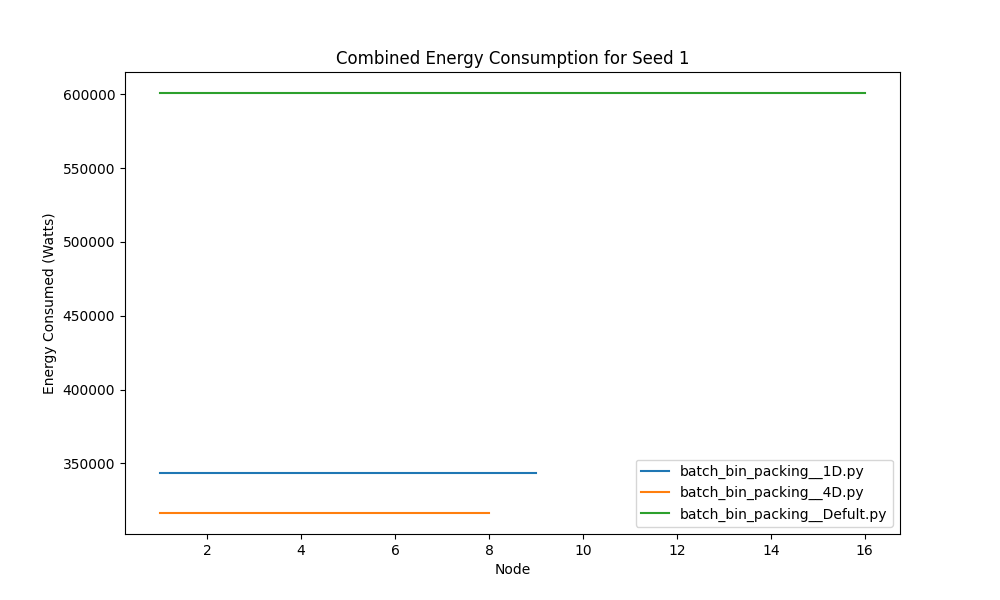 Combined Energy Consumption for Seed 1
Energy Consumed (Watts)
600000
550000
500000
450000
400000
350000
batch_bin_packing__1D.py
batch_bin_packing__4D.py
batch_bin_packing__Defult.py
2 4 6 8 10 12 14 16
Node